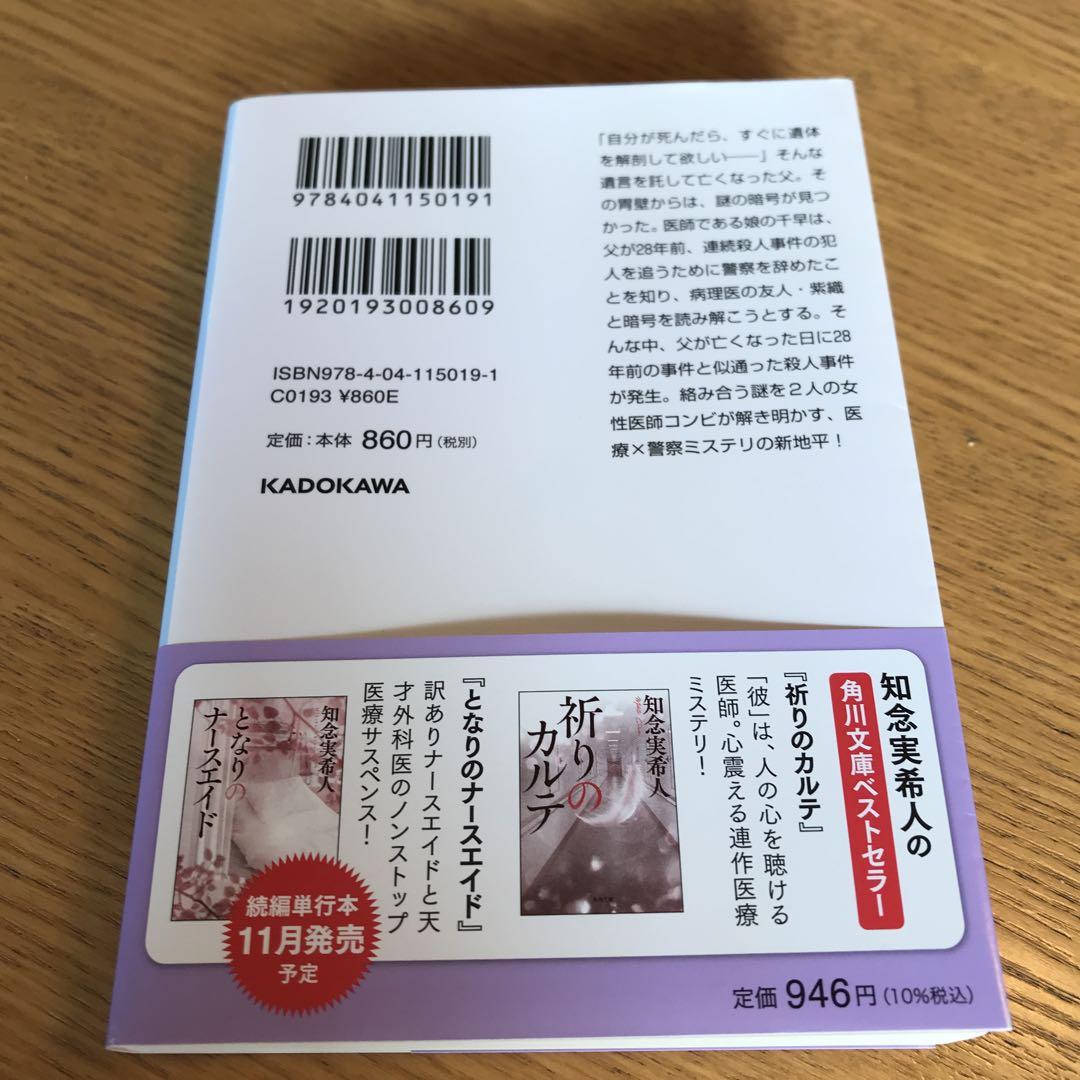 9784041150191
1920193008609
ISBN978-4-04-115019-1
C0193 ¥860E
定価：本体 860円（税別）
KADOKAWA
「自分が死んだら、すぐに遺体
を解剖して欲しい――」そんな
遺言を託して亡くなった父。そ
の胃壁からは、謎の暗号が見つ
かった。医師である娘の千早は、
父が28年前、連続殺人事件の犯
人を追うために警察を辞めたこ
とを知り、病理医の友人・紫織
と暗号を読み解こうとする。そ
んな中、父が亡くなった日に28
年前の事件と似通った殺人事件
が発生。絡み合う謎を２人の女
性医師コンビが解き明かす、医
療×警察ミステリの新地平！
知念実希人の
角川文庫ベストセラー
『祈りのカルテ』
「彼」は、人の心を聴ける
医師。心震える連作医療
ミステリ！
知念実希人
祈りの
カルテ
『となりのナースエイド』
訳ありナースエイドと天
才外科医のノンストップ
医療サスペンス！
知念実希人
となりの
ナースエイド
続編単行本
11月発売
予定
定価 946円（10%税込）